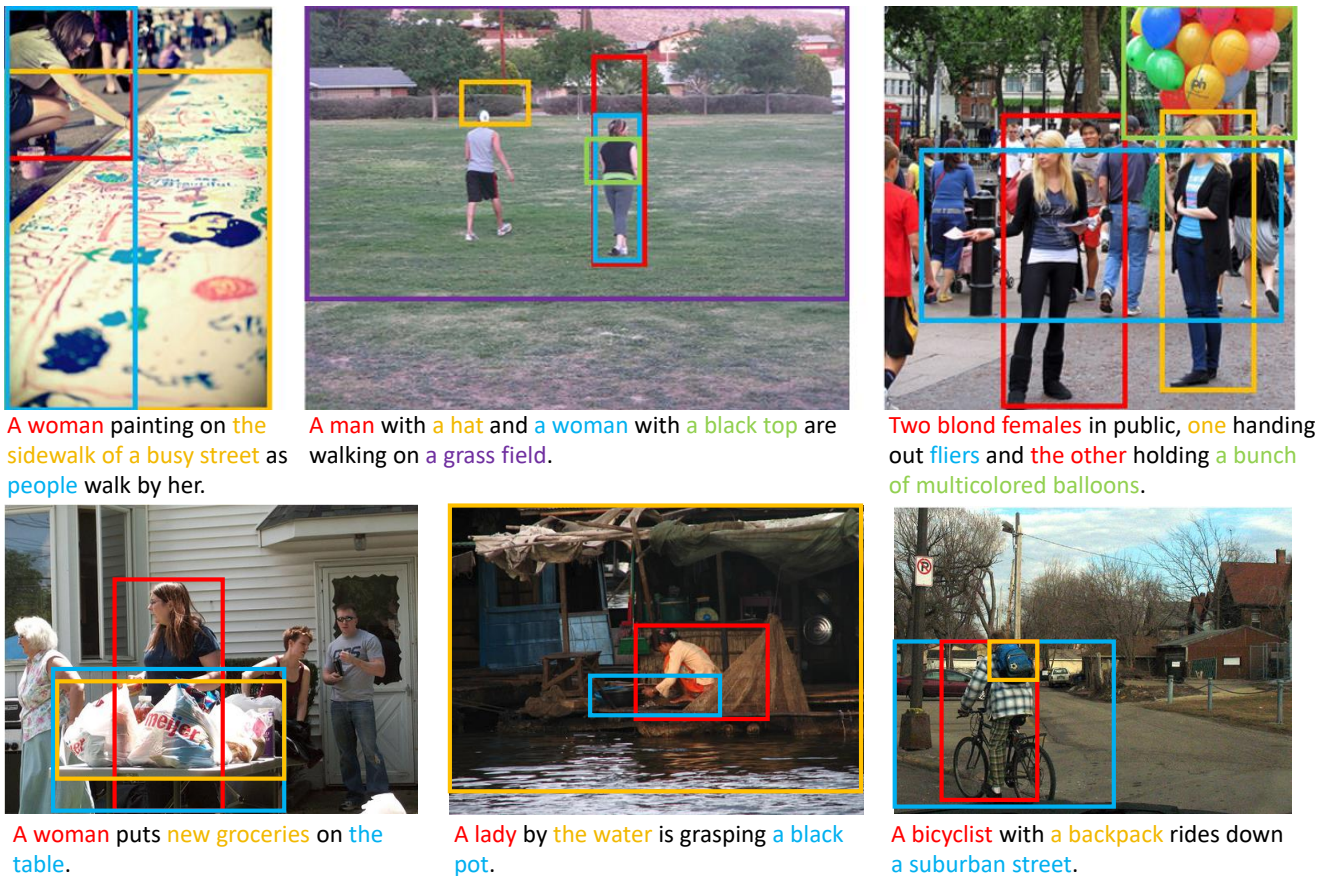 A woman painting on the
sidewalk of a busy street as
people walk by her.
A man with a hat and a woman with a black top are
walking on a grass field.
ph
Two blond females in public, one handing
out fliers and the other holding a bunch
of multicolored balloons.
meijer
A woman puts new groceries on the
table.
A lady by the water is grasping a black
pot.
A bicyclist with a backpack rides down
a suburban street.